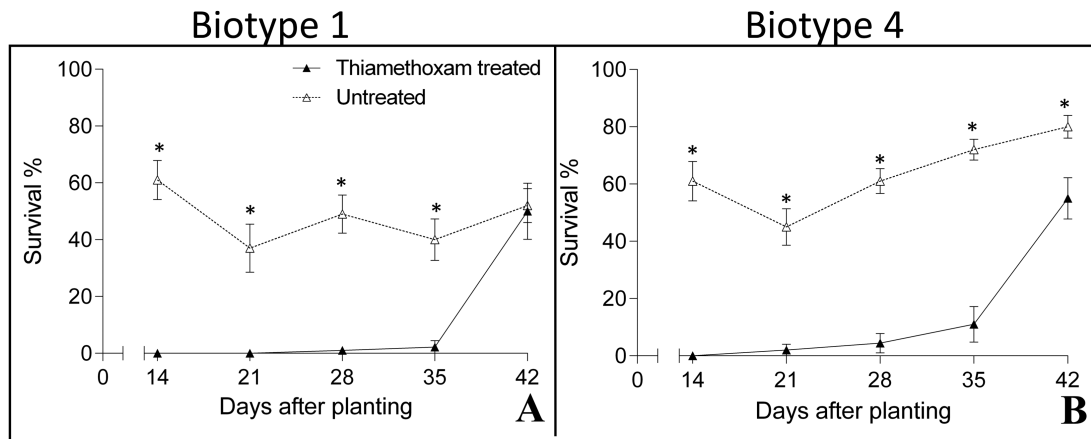 Biotype 1
Biotype 4
Thiamethoxam treated
Untreated
Survival %
100
80
60
40
20
0
* * * *
0 14 21 28 35 42
Days after planting
A
Survival %
100
80
60
40
20
0
* * * * *
0 14 21 28 35 42
Days after planting
B